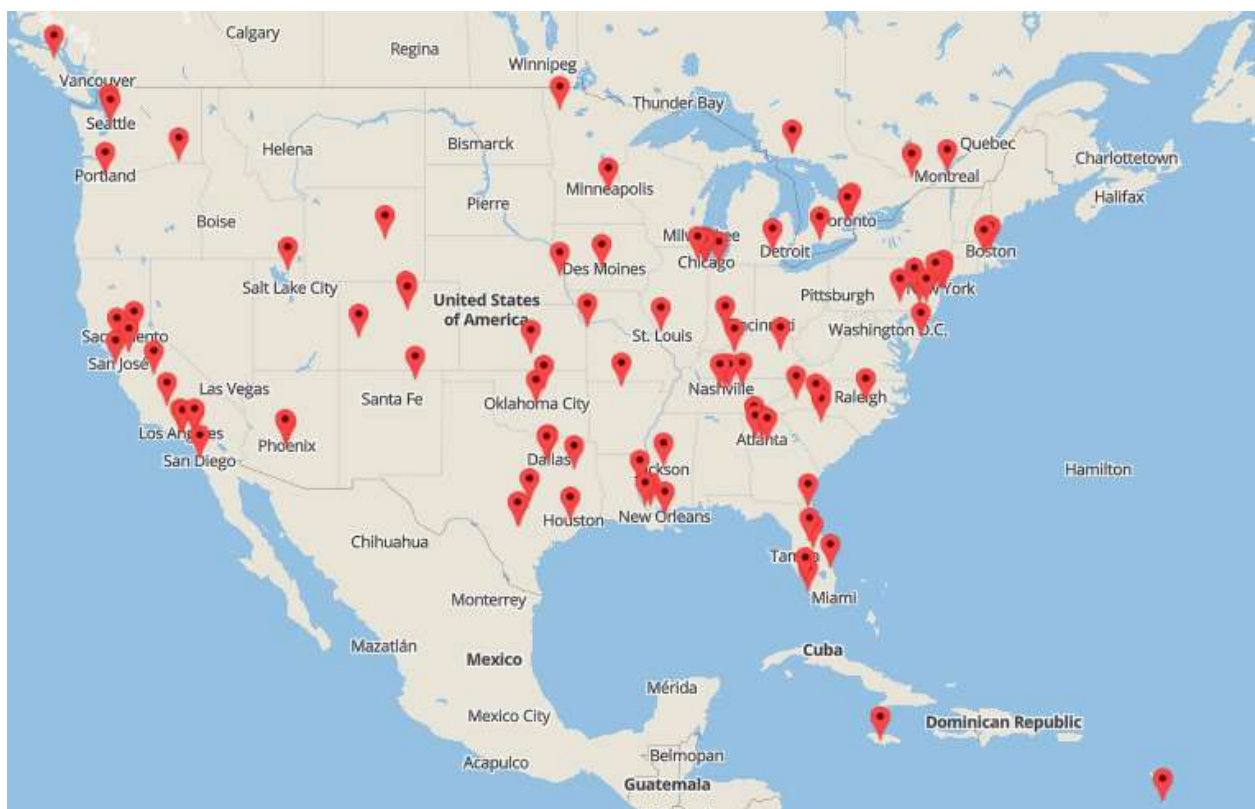 Calgary
Regina
Winnipeg
Vancouver
Thunder Bay
Seattle
Helena
Bismarck
Quebec
Charlottetown
Montreal
Portland
Minneapolis
Halifax
Pierre
Boise
Detroit
Boston
Chicago
Des Moines
Salt Lake City
Pittsburgh
United States
of America
Washington D.C.
St. Louis
San José
Las Vegas
Nashville
Santa Fe
Raleigh
Oklahoma City
Los Angeles
Phoenix
Atlanta
San Diego
Dallas
Hamilton
Houston
New Orleans
Chihuahua
Miami
Monterrey
Mazatlán
Cuba
Mexico
Mérida
Mexico City
Dominican Republic
Belmopan
Acapulco
Guatemala